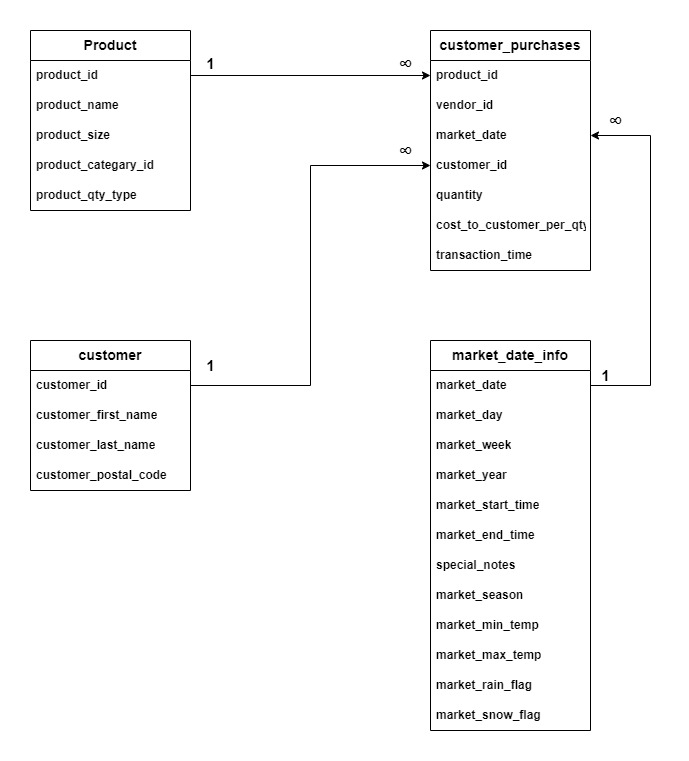 Product
product_id
product_name
product_size
product_categary_id
product_qty_type
1
∞
customer_purchases
product_id
vendor_id
market_date
customer_id
quantity
cost_to_customer_per_qty
transaction_time
∞
∞
customer
customer_id
customer_first_name
customer_last_name
customer_postal_code
1
market_date_info
market_date
market_day
market_week
market_year
market_start_time
market_end_time
special_notes
market_season
market_min_temp
market_max_temp
market_rain_flag
market_snow_flag
1